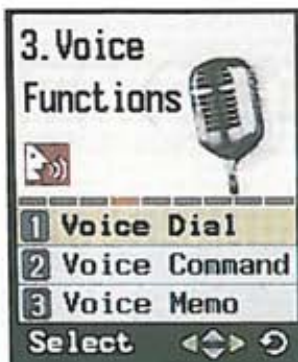 3.Voice
Functions
1 Voice Dial
2 Voice Command
3 Voice Memo
Select